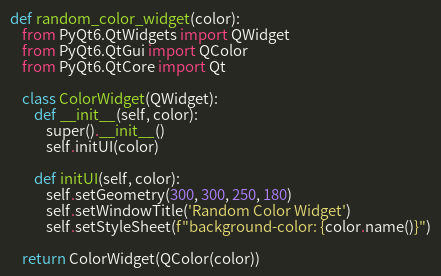 def random_color_widget(color):
    from PyQt6.QtWidgets import QWidget
    from PyQt6.QtGui import QColor
    from PyQt6.QtCore import Qt

    class ColorWidget(QWidget):
        def __init__(self, color):
            super().__init__()
            self.initUI(color)

        def initUI(self, color):
            self.setGeometry(300, 300, 250, 180)
            self.setWindowTitle('Random Color Widget')
            self.setStyleSheet(f"background-color: {color.name()}")

    return ColorWidget(QColor(color))